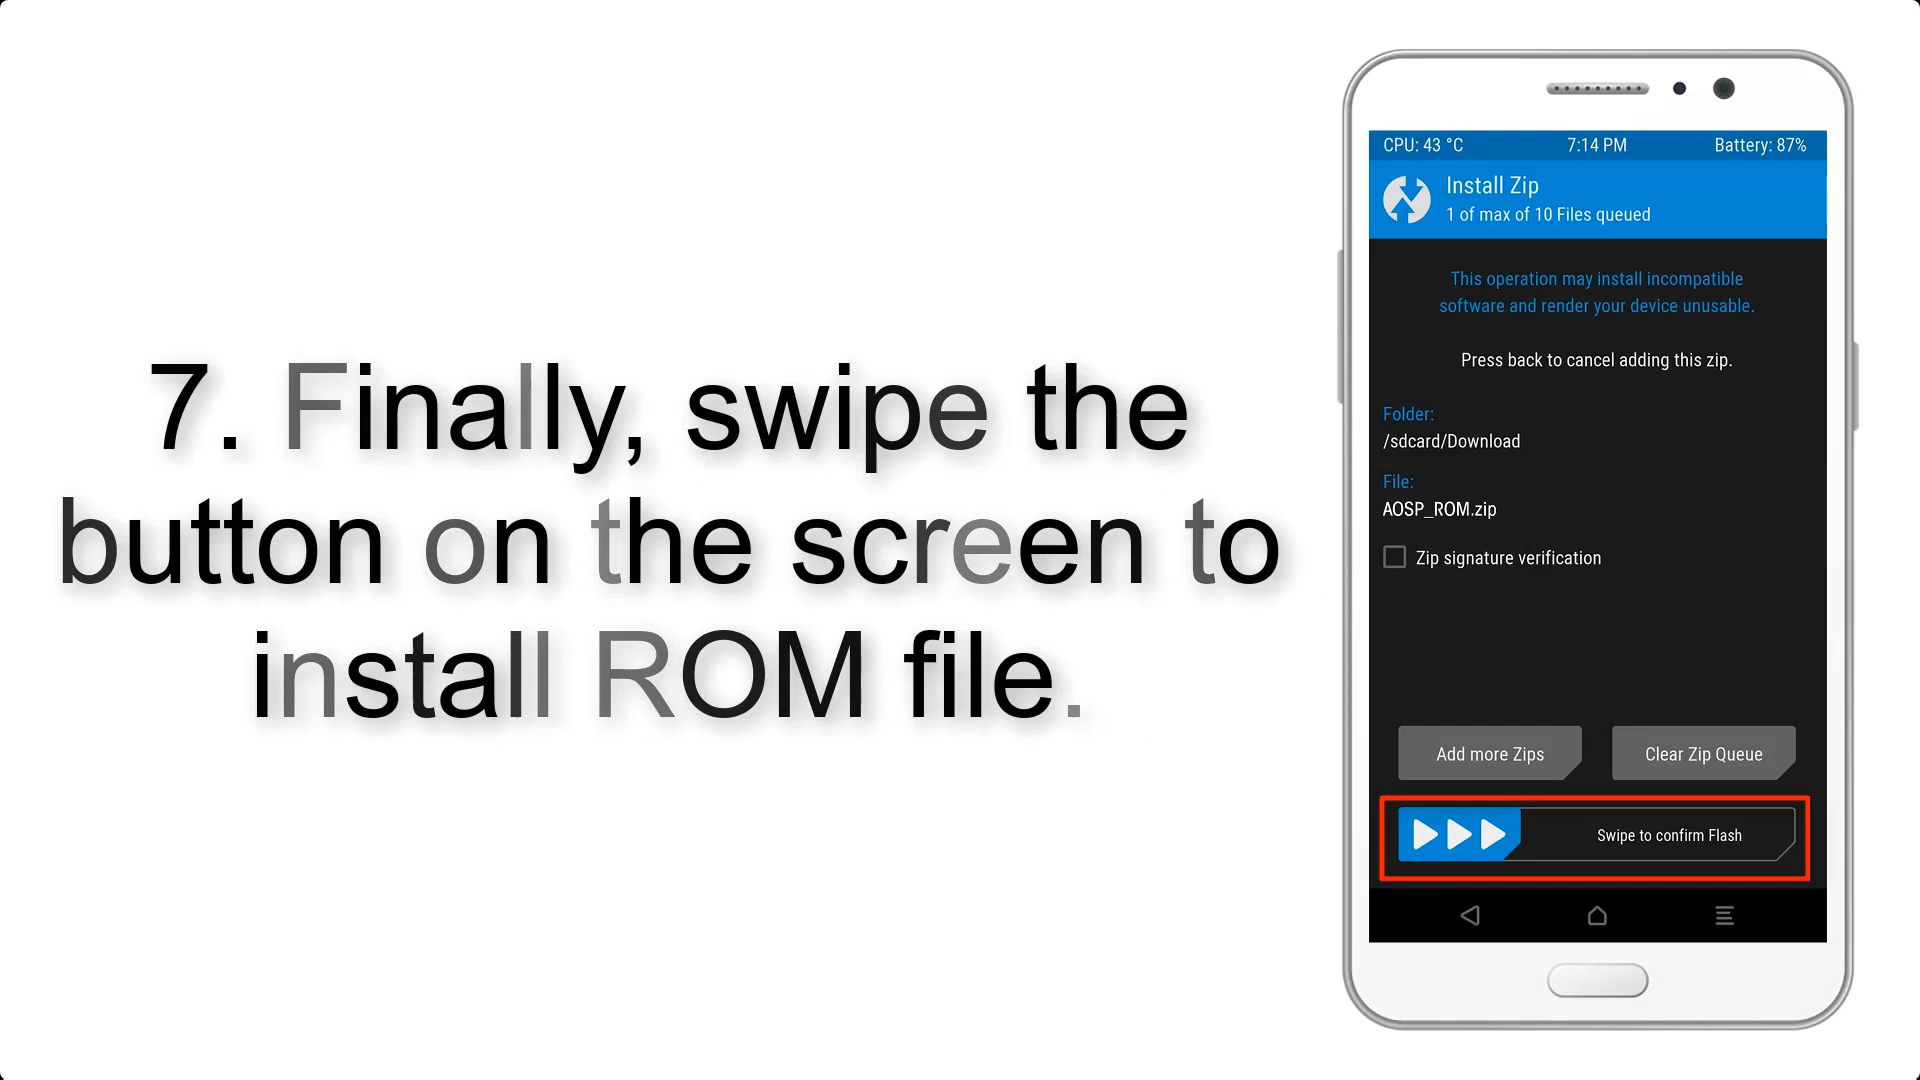 7. Finally, swipe the
button on the screen to
install ROM file.
CPU: 43 °C 7:14 PM Battery: 87%
Install Zip
1 of max of 10 Files queued
This operation may install incompatible
software and render your device unusable.
Press back to cancel adding this zip.
Folder:
/sdcard/Download
File:
AOSP_ROM.zip
Zip signature verification
Add more Zips Clear Zip Queue
Swipe to confirm Flash